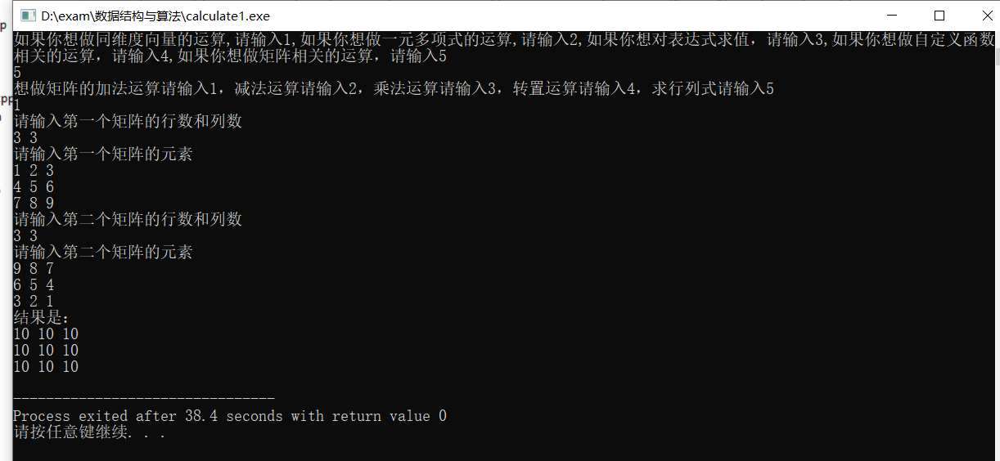 D:\exam\数据结构与算法\calculate1.exe
如果你想做同维度向量的运算,请输入1,如果你想做一元多项式的运算,请输入2,如果你想对表达式求值，请输入3,如果你想做自定义函数
相关的运算，请输入4,如果你想做矩阵相关的运算，请输入5
5
想做矩阵的加法运算请输入1，减法运算请输入2，乘法运算请输入3，转置运算请输入4，求行列式请输入5
1
请输入第一个矩阵的行数和列数
3 3
请输入第一个矩阵的元素
1 2 3
4 5 6
7 8 9
请输入第二个矩阵的行数和列数
3 3
请输入第二个矩阵的元素
9 8 7
6 5 4
3 2 1
结果是：
10 10 10
10 10 10
10 10 10
--------------------------------
Process exited after 38.4 seconds with return value 0
请按任意键继续. . .